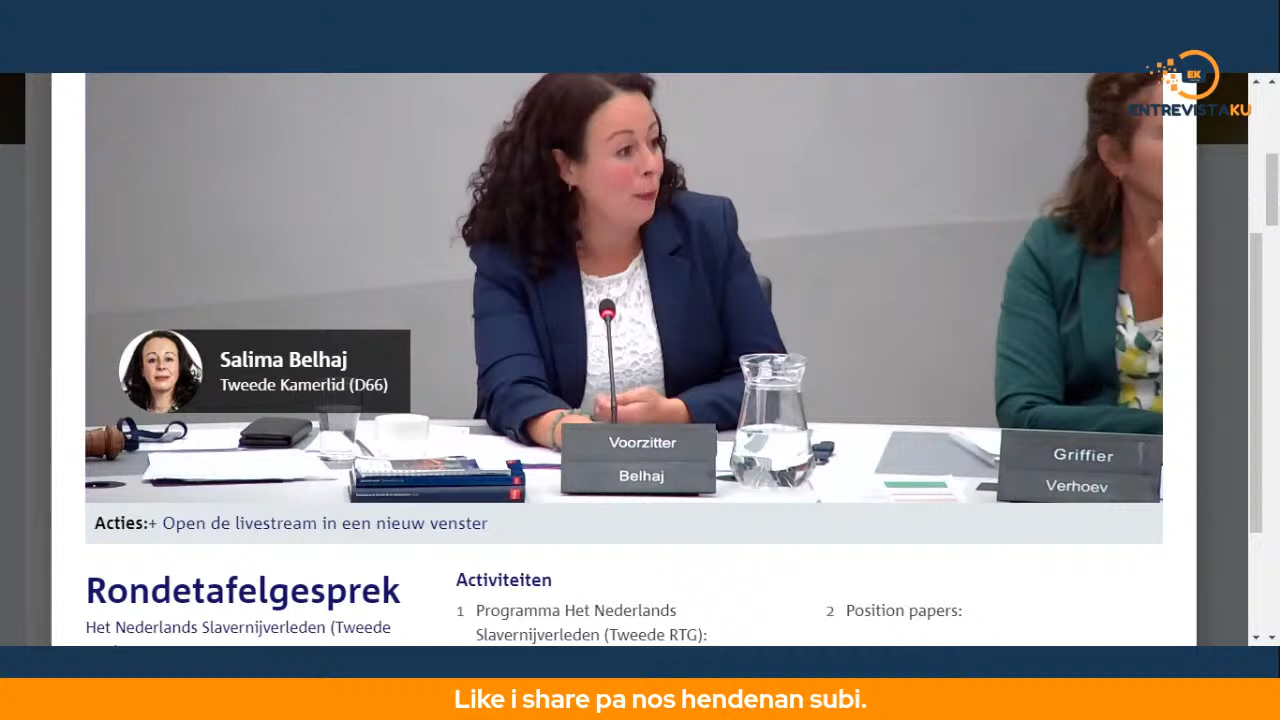 EK
ENTREVISTAKU
Salima Belhaj
Tweede Kamerlid (D66)
Voorzitter
Belhaj
Griffier
Verhoev
Acties:+ Open de livestream in een nieuw venster
Rondetafelgesprek
Het Nederlands Slavernijverleden (Tweede
Activiteiten
1 Programma Het Nederlands
Slavernijverleden (Tweede RTG):
2 Position papers:
Like i share pa nos hendenan subi.